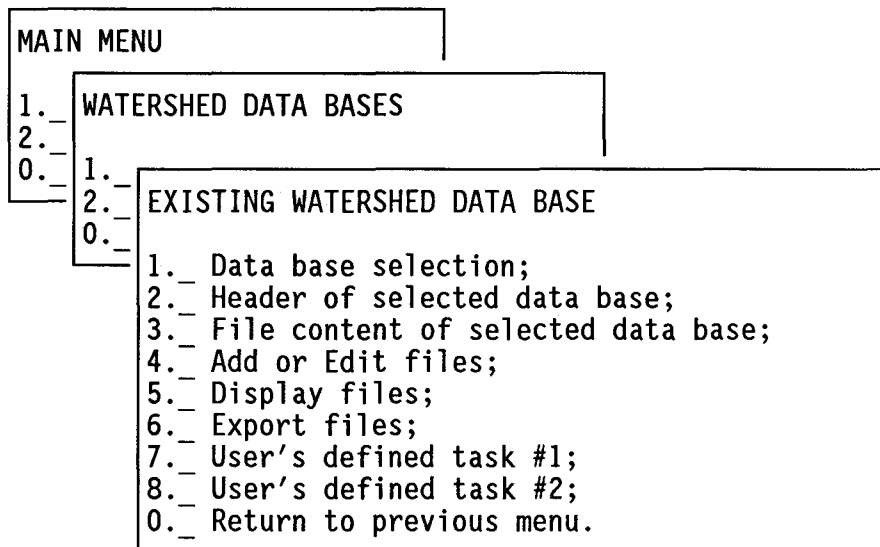 MAIN MENU
1._
2._
0._
WATERSHED DATA BASES
1._
2._
0._
EXISTING WATERSHED DATA BASE
1._ Data base selection;
2._ Header of selected data base;
3._ File content of selected data base;
4._ Add or Edit files;
5._ Display files;
6._ Export files;
7._ User's defined task #1;
8._ User's defined task #2;
0._ Return to previous menu.